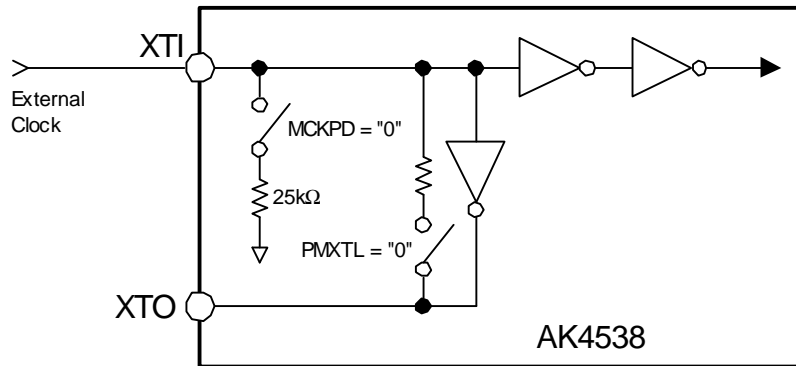 XTI
External
Clock
MCKPD = "0"
25kΩ
PMXTL = "0"
XTO
AK4538